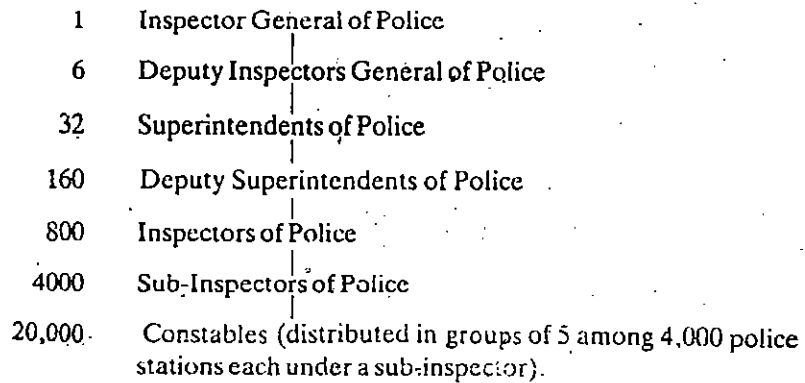 1 Inspector General of Police
6 Deputy Inspectors General of Police
32 Superintendents of Police
160 Deputy Superintendents of Police
800 Inspectors of Police
4000 Sub-Inspectors of Police
20,000 Constables (distributed in groups of 5 among 4,000 police
stations each under a sub-inspector).